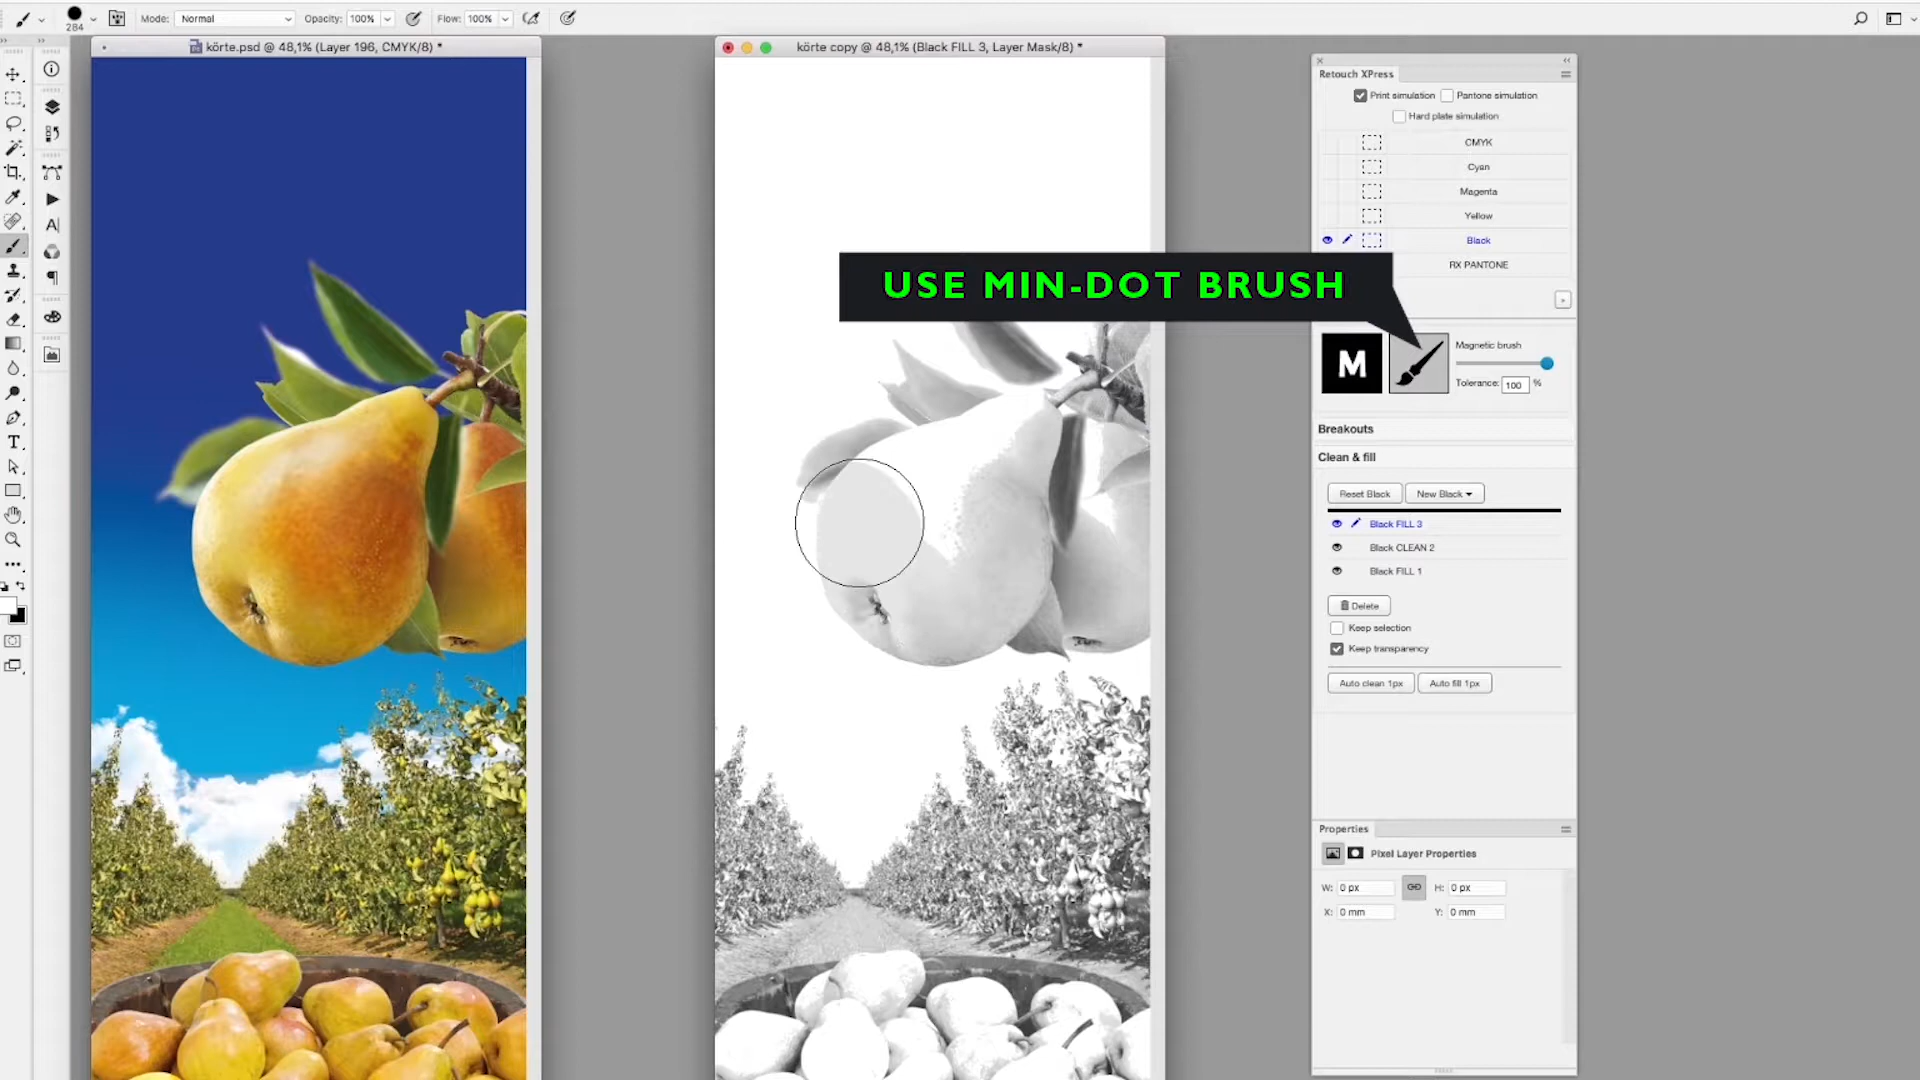 284
Mode: Normal
Opacity: 100%
Flow: 100%
körte.psd @ 48,1% (Layer 196, CMYK/8) *
körte copy @ 48,1% (Black FILL 3, Layer Mask/8) *
Retouch XPress
Print simulation
Pantone simulation
Hard plate simulation
CMYK
Cyan
Magenta
Yellow
Black
RX PANTONE
USE MIN-DOT BRUSH
M
Magnetic brush
Tolerance: 100 %
Breakouts
Clean & fill
Reset Black
New Black
Black FILL 3
Black CLEAN 2
Black FILL 1
Delete
Keep selection
Keep transparency
Auto clean 1px
Auto fill 1px
Properties
Pixel Layer Properties
W: 0 px
H: 0 px
X: 0 mm
Y: 0 mm